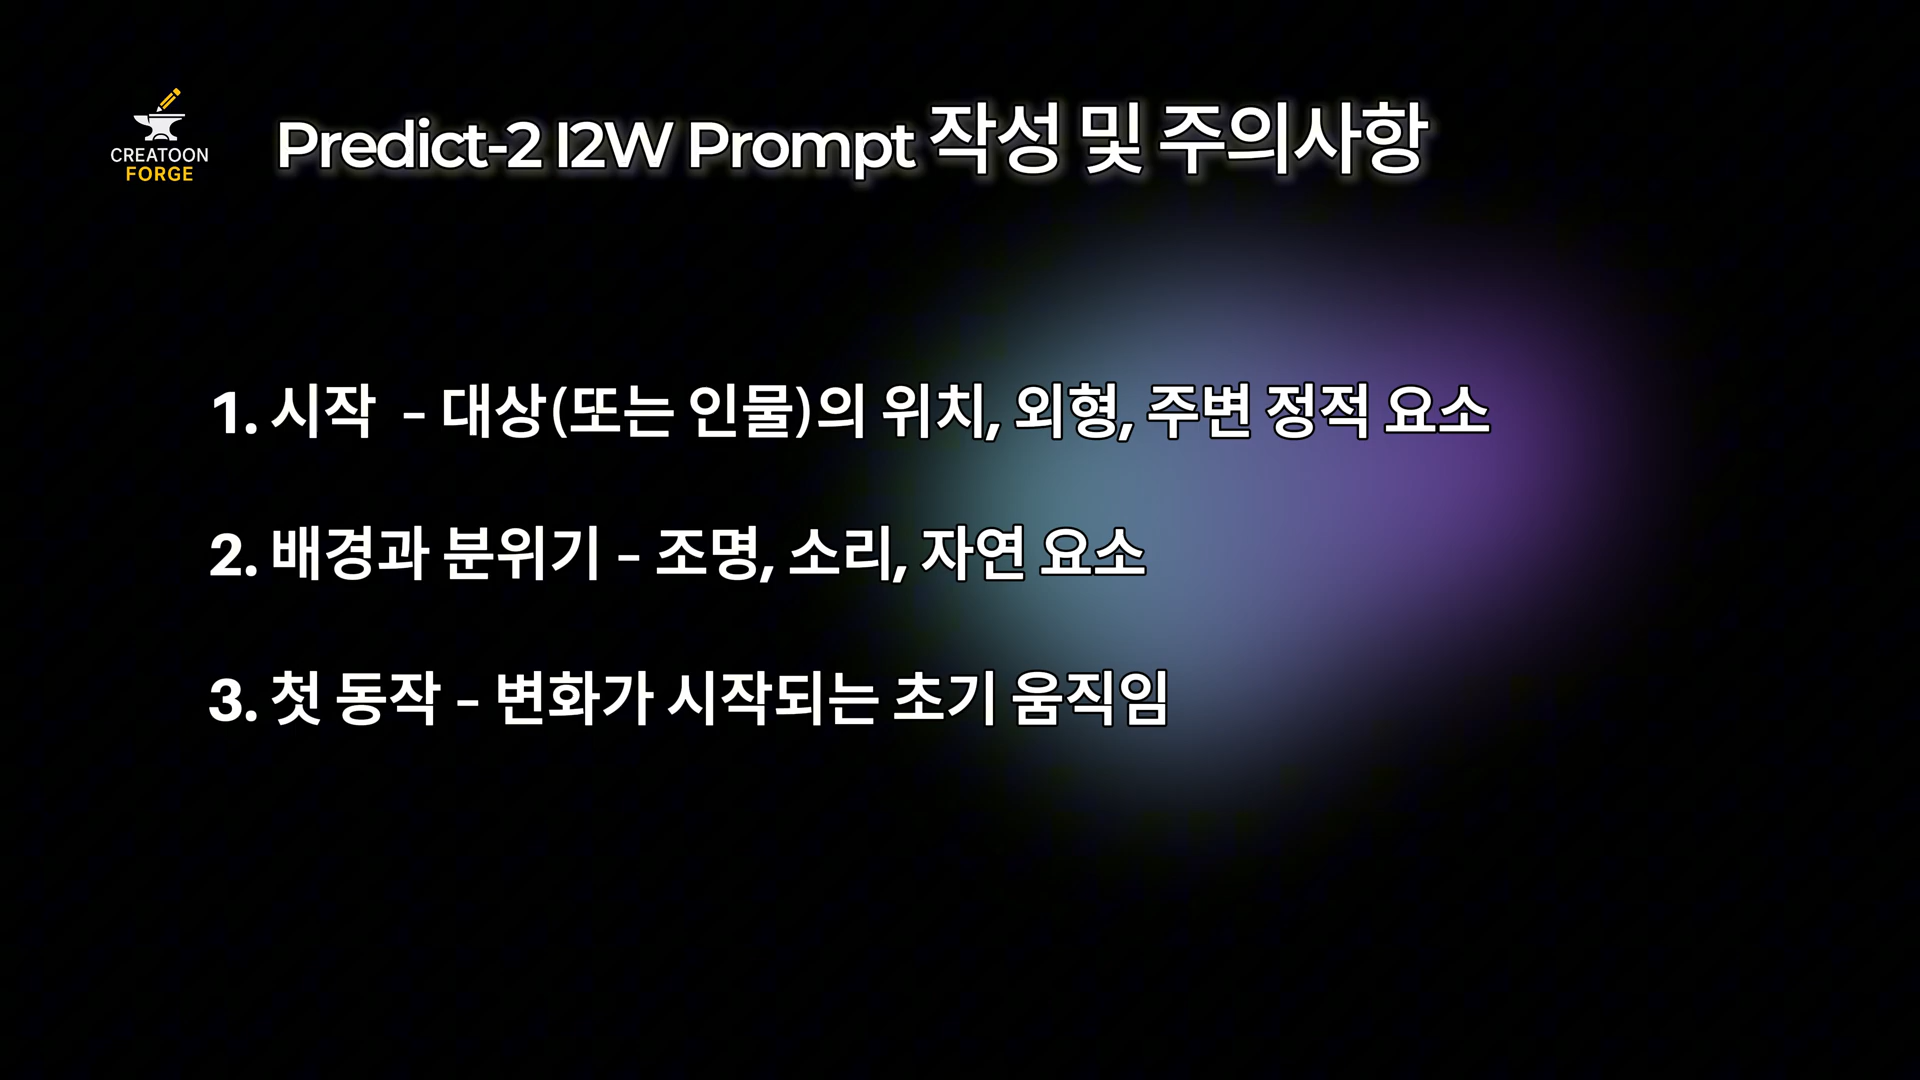 CREATOON
FORGE
Predict-2 I2W Prompt 작성 및 주의사항
1. 시작 - 대상(또는 인물)의 위치, 외형, 주변 정적 요소
2. 배경과 분위기 - 조명, 소리, 자연 요소
3. 첫 동작 - 변화가 시작되는 초기 움직임